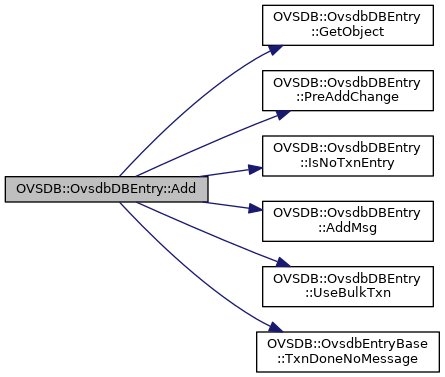 OVSDB::OvsdbDBEntry::Add
OVSDB::OvsdbDBEntry
::GetObject
OVSDB::OvsdbDBEntry
::PreAddChange
OVSDB::OvsdbDBEntry
::IsNoTxnEntry
OVSDB::OvsdbDBEntry
::AddMsg
OVSDB::OvsdbDBEntry
::UseBulkTxn
OVSDB::OvsdbEntryBase
::TxnDoneNoMessage